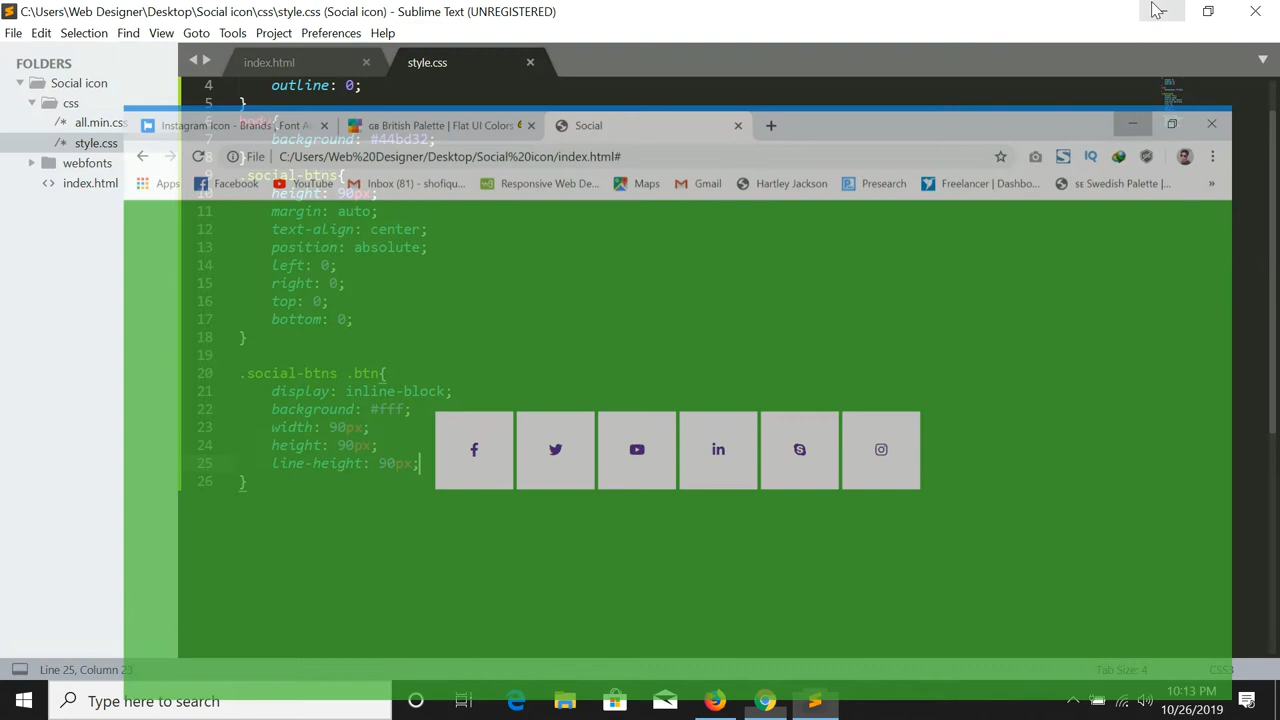 C:\Users\Web Designer\Desktop\Social icon\css\style.css (Social icon) - Sublime Text (UNREGISTERED)
File Edit Selection Find View Goto Tools Project Preferences Help
FOLDERS
Social icon
css
/* all.min.css
/* style.css
webfonts
<> index.html
index.html
style.css
4 outline: 0;
5 }
6 body{
7 background: #44bd32;
8 }
9 .social-btns{
10 height: 90px;
11 margin: auto;
12 text-align: center;
13 position: absolute;
14 left: 0;
15 right: 0;
16 top: 0;
17 bottom: 0;
18 }
19
20 .social-btns .btn{
21 display: inline-block;
22 background: #fff;
23 width: 90px;
24 height: 90px;
25 line-height: 90px;
26 }
Instagram Icon - Brands, Font A
GB British Palette | Flat UI Colors
Social
File C:/Users/Web%20Designer/Desktop/Social%20icon/index.html#
Apps Facebook YouTube Inbox (81) - shofiqu... Responsive Web De... Maps Gmail Hartley Jackson Presearch Freelancer | Dashbo... SE Swedish Palette |... »
Line 25, Column 23
Tab Size: 4
CSS3
Type here to search
10:13 PM
10/26/2019